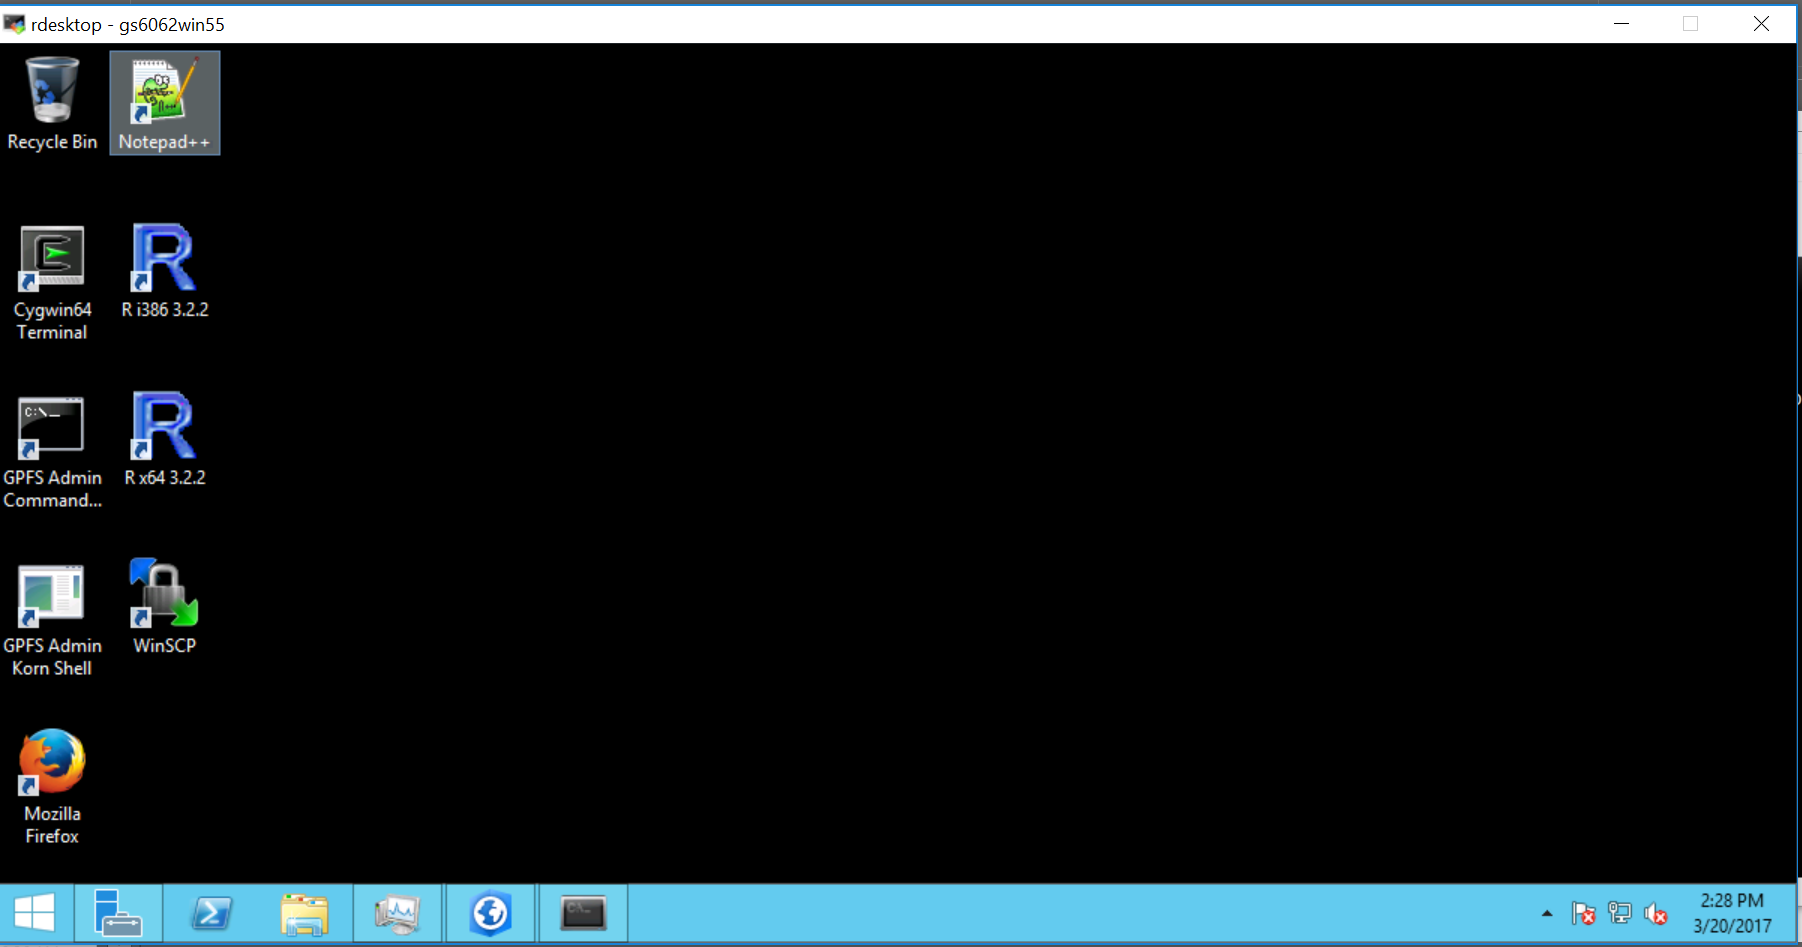 rdesktop - gs6062win55
Recycle Bin
Notepad++
Cygwin64
Terminal
R i386 3.2.2
C:\_
GPFS Admin
Command...
R x64 3.2.2
GPFS Admin
Korn Shell
WinSCP
Mozilla
Firefox
2:28 PM
3/20/2017